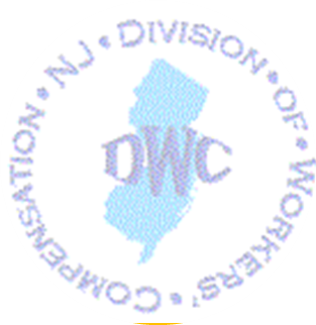 NJ • DIVISION OF • WORKERS' • COMPENSATION •
DWC